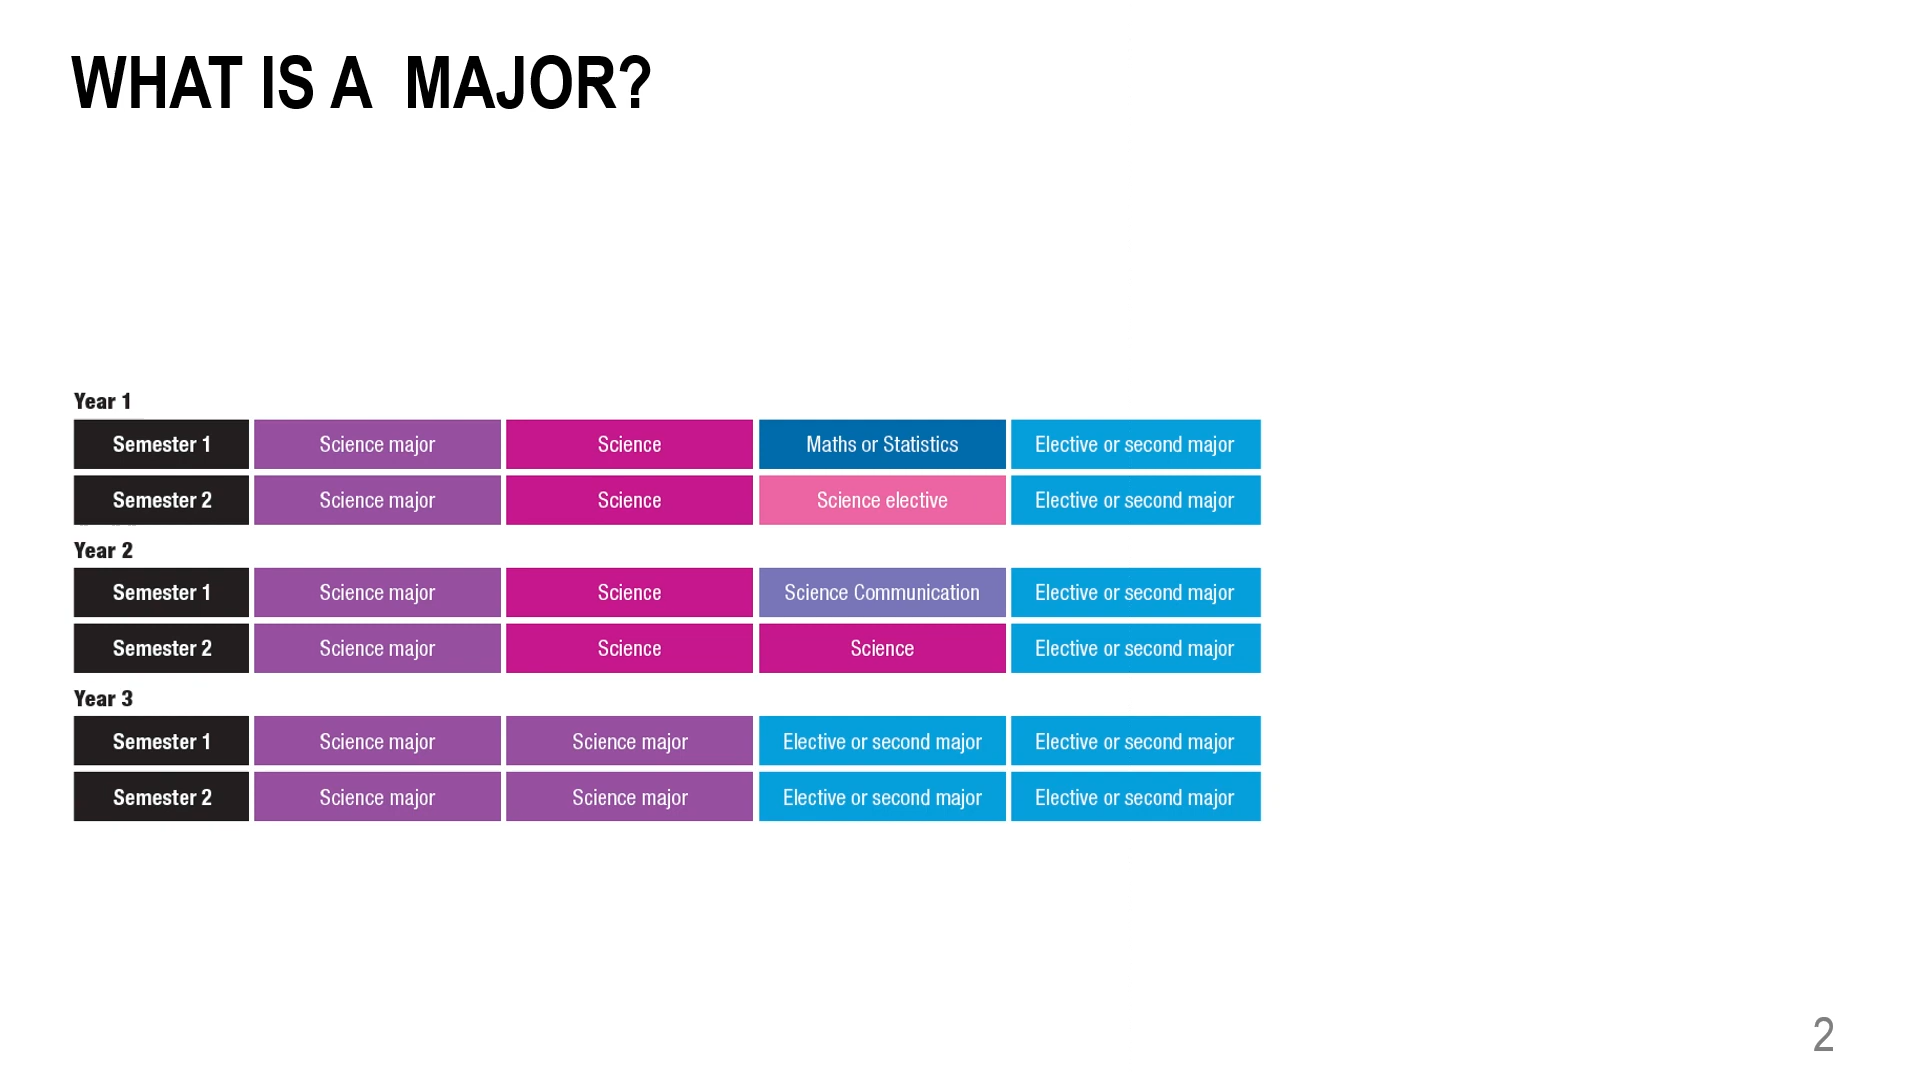 WHAT IS A  MAJOR?
Year 1
Semester 1 Science major Science Maths or Statistics Elective or second major
Semester 2 Science major Science Science elective Elective or second major
Year 2
Semester 1 Science major Science Science Communication Elective or second major
Semester 2 Science major Science Science Elective or second major
Year 3
Semester 1 Science major Science major Elective or second major Elective or second major
Semester 2 Science major Science major Elective or second major Elective or second major
2